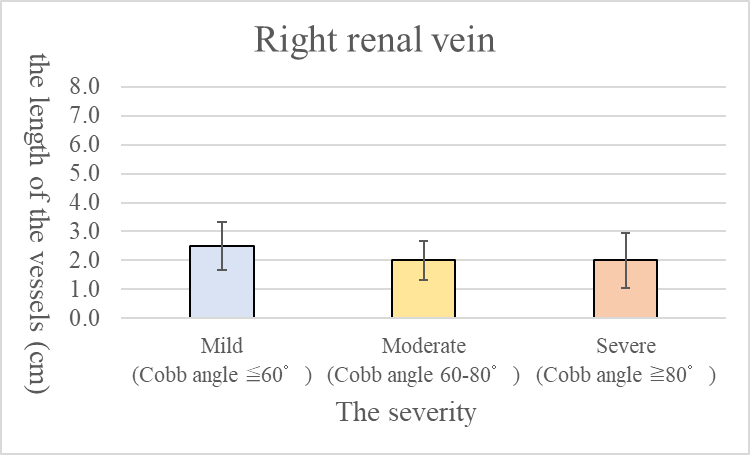 Right renal vein
the length of the vessels (cm)
8.0
7.0
6.0
5.0
4.0
3.0
2.0
1.0
0.0
Mild
(Cobb angle ≦60゜)
Moderate
(Cobb angle 60-80゜)
Severe
(Cobb angle ≧80゜)
The severity